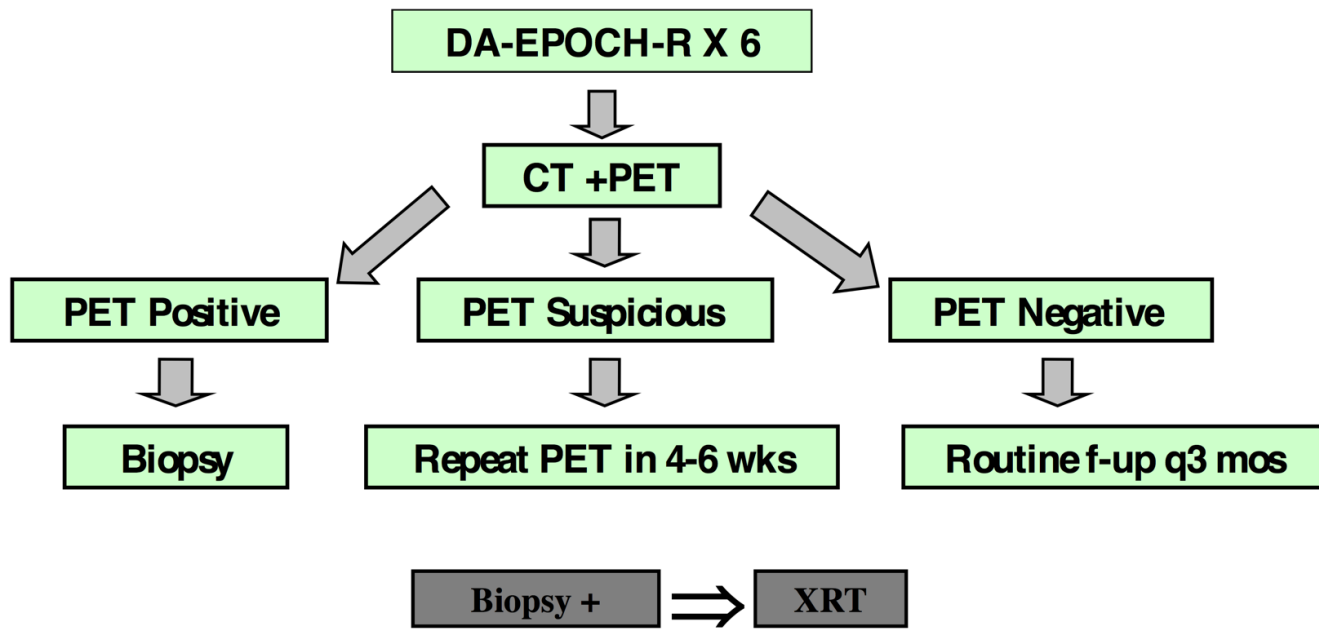 DA-EPOCH-R X 6
CT +PET
PET Positive
PET Suspicious
PET Negative
Biopsy
Repeat PET in 4-6 wks
Routine f-up q3 mos
Biopsy +
XRT